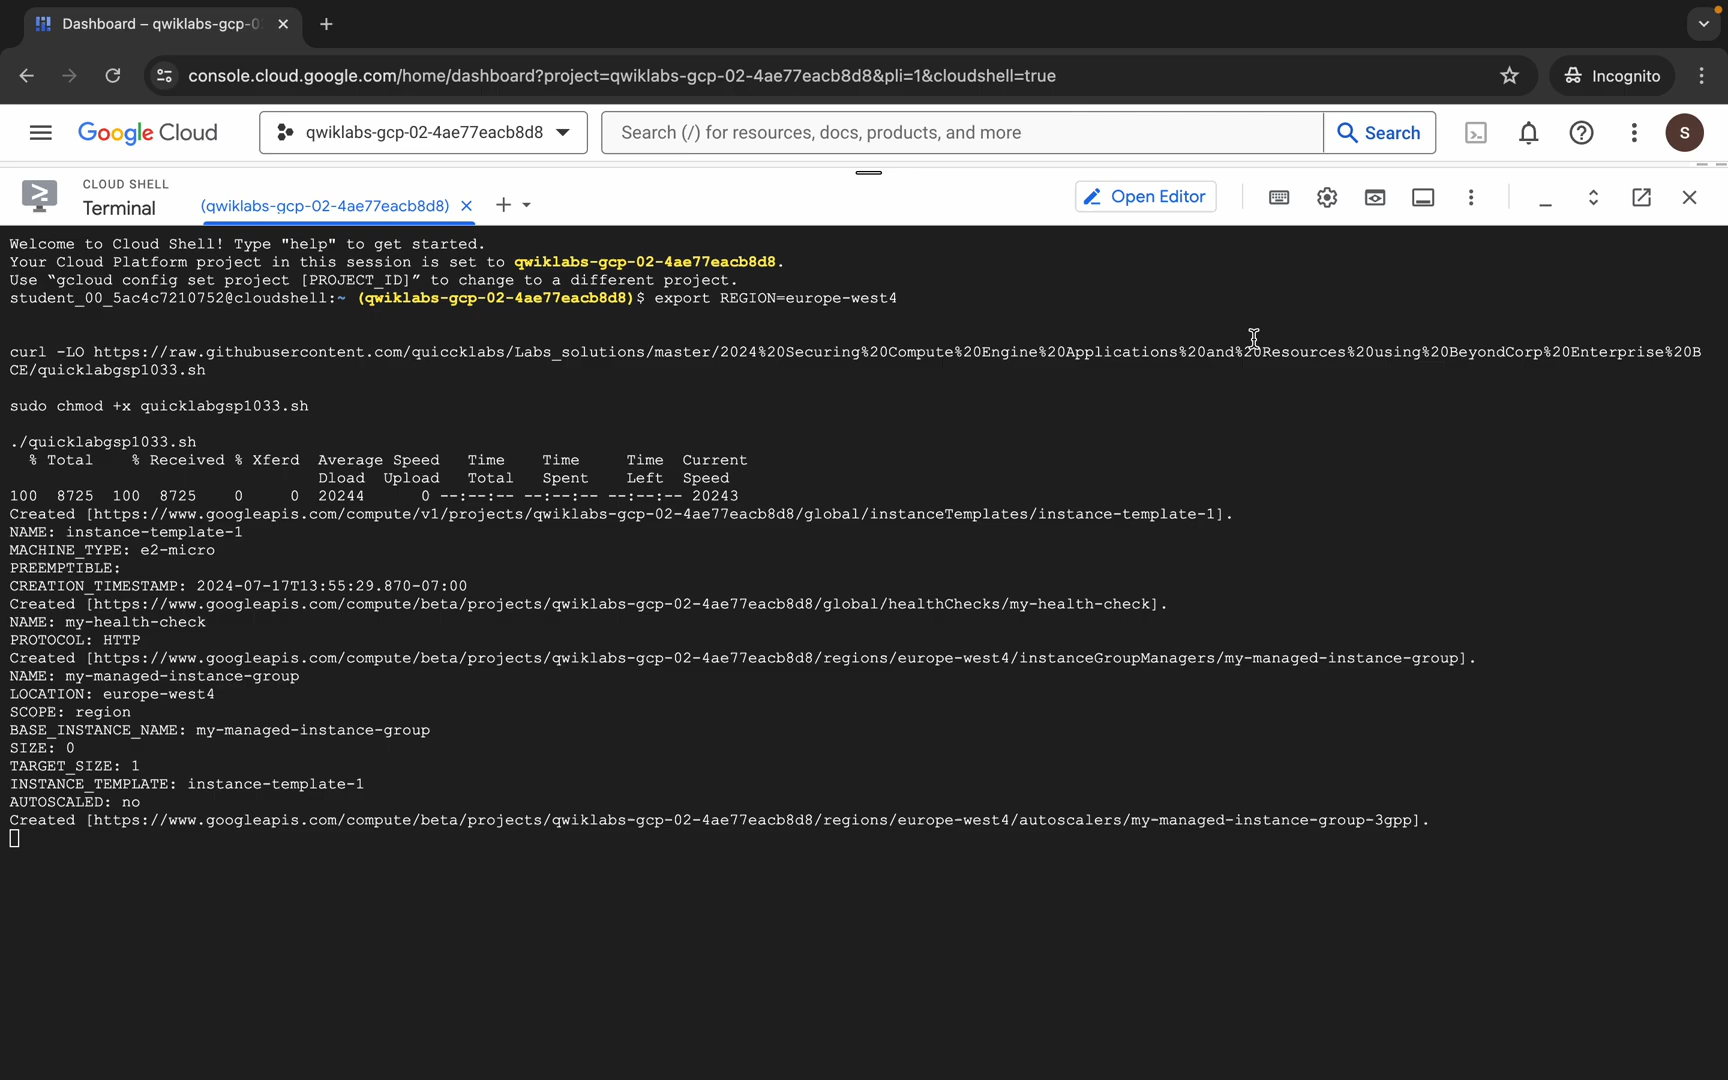 Dashboard – qwiklabs-gcp-0
console.cloud.google.com/home/dashboard?project=qwiklabs-gcp-02-4ae77eacb8d8&pli=1&cloudshell=true
Incognito
Google Cloud
qwiklabs-gcp-02-4ae77eacb8d8
Search (/) for resources, docs, products, and more
Search
S
CLOUD SHELL
Terminal
(qwiklabs-gcp-02-4ae77eacb8d8)
Open Editor
Welcome to Cloud Shell! Type "help" to get started.
Your Cloud Platform project in this session is set to qwiklabs-gcp-02-4ae77eacb8d8.
Use “gcloud config set project [PROJECT_ID]” to change to a different project.
student_00_5ac4c7210752@cloudshell:~ (qwiklabs-gcp-02-4ae77eacb8d8)$ export REGION=europe-west4
curl -LO https://raw.githubusercontent.com/quiccklabs/Labs_solutions/master/2024%20Securing%20Compute%20Engine%20Applications%20and%20Resources%20using%20BeyondCorp%20Enterprise%20B
CE/quicklabgsp1033.sh
sudo chmod +x quicklabgsp1033.sh
./quicklabgsp1033.sh
% Total    % Received % Xferd  Average Speed   Time    Time     Time  Current
Dload  Upload   Total   Spent    Left  Speed
100  8725  100  8725    0     0  20244      0 --:--:-- --:--:-- --:--:-- 20243
Created [https://www.googleapis.com/compute/v1/projects/qwiklabs-gcp-02-4ae77eacb8d8/global/instanceTemplates/instance-template-1].
NAME: instance-template-1
MACHINE_TYPE: e2-micro
PREEMPTIBLE:
CREATION_TIMESTAMP: 2024-07-17T13:55:29.870-07:00
Created [https://www.googleapis.com/compute/beta/projects/qwiklabs-gcp-02-4ae77eacb8d8/global/healthChecks/my-health-check].
NAME: my-health-check
PROTOCOL: HTTP
Created [https://www.googleapis.com/compute/beta/projects/qwiklabs-gcp-02-4ae77eacb8d8/regions/europe-west4/instanceGroupManagers/my-managed-instance-group].
NAME: my-managed-instance-group
LOCATION: europe-west4
SCOPE: region
BASE_INSTANCE_NAME: my-managed-instance-group
SIZE: 0
TARGET_SIZE: 1
INSTANCE_TEMPLATE: instance-template-1
AUTOSCALED: no
Created [https://www.googleapis.com/compute/beta/projects/qwiklabs-gcp-02-4ae77eacb8d8/regions/europe-west4/autoscalers/my-managed-instance-group-3gpp].